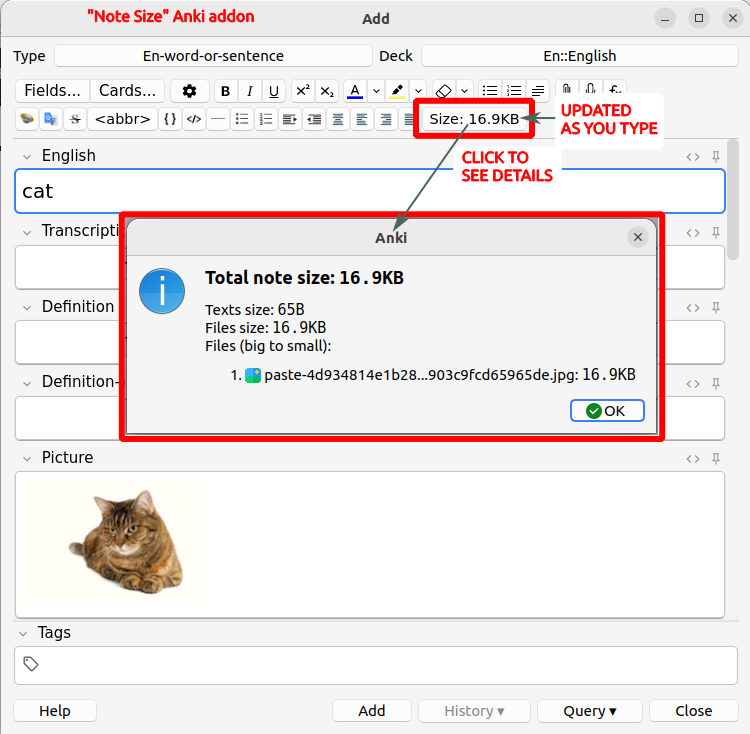 "Note Size" Anki addon
Add
Type
En-word-or-sentence
Deck
En::English
Fields...
Cards...
B
I
U
x²
x₂
A
<abbr>
{}
</>
Size: 16.9KB
UPDATED
AS YOU TYPE
CLICK TO
SEE DETAILS
English
cat
Transcripti
Anki
Total note size: 16.9KB
Texts size: 65B
Files size: 16.9KB
Files (big to small):
1. paste-4d934814e1b28...903c9fcd65965de.jpg: 16.9KB
OK
Definition
Definition-
Picture
Tags
Help
Add
History ▾
Query ▾
Close